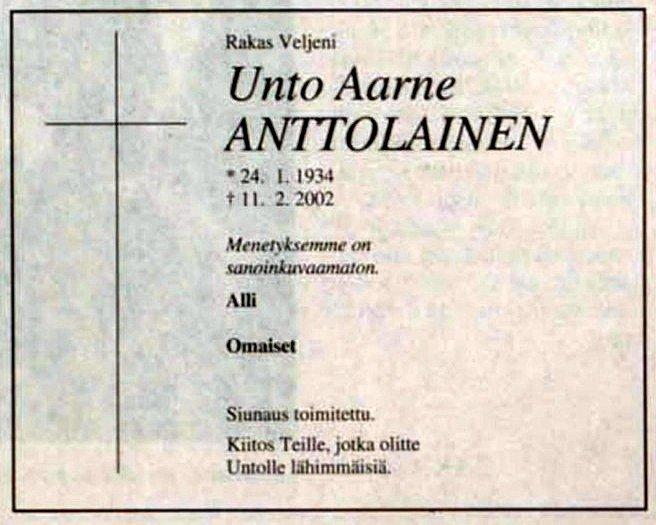 Rakas Veljeni
Unto Aarne
ANTTOLAINEN
* 24. 1. 1934
† 11. 2. 2002
Menetyksemme on
sanoinkuvaamaton.
Alli
Omaiset
Siunaus toimitettu.
Kiitos Teille, jotka olitte
Untolle lähimmäisiä.